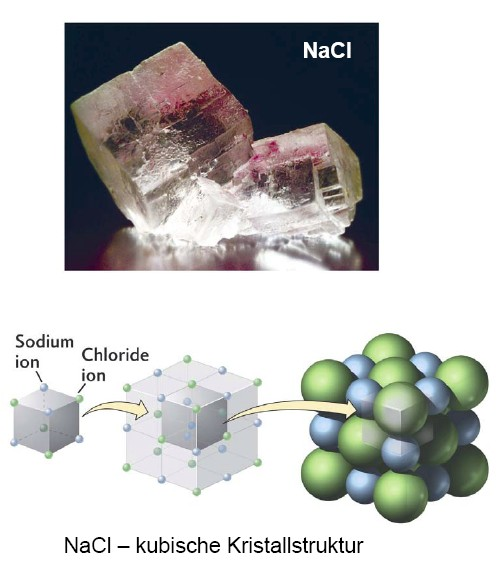 NaCl
Sodium
ion
Chloride
ion
NaCl – kubische Kristallstruktur